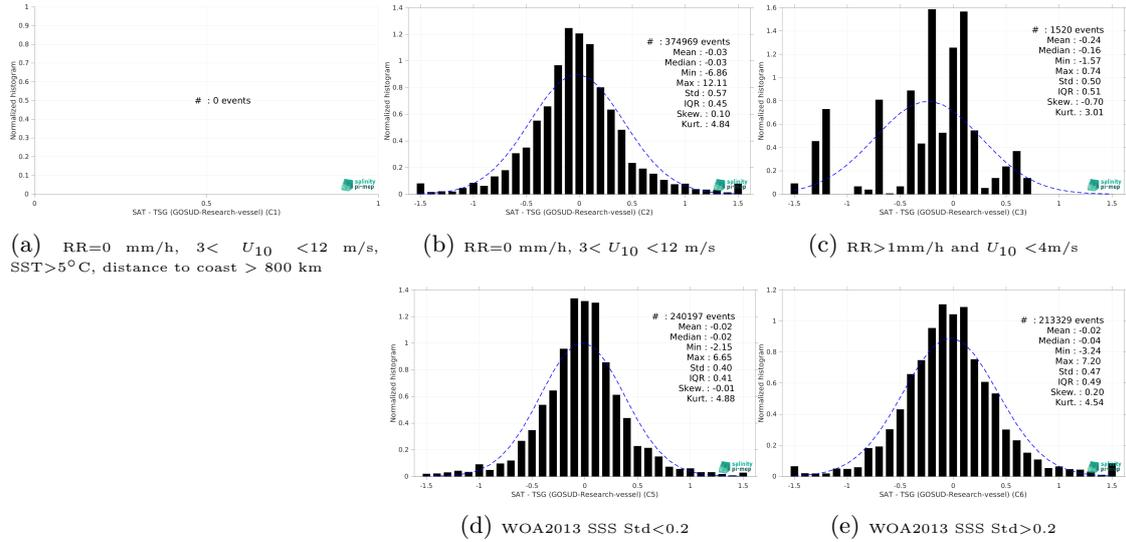 1
0.9
0.8
0.7
0.6
0.5
0.4
0.3
0.2
0.1
0
Normalized histogram
# : 0 events
salinity
pi-mep
0 0.5 1
SAT - TSG (GOSUD-Research-vessel) (C1)
(a) RR=0 mm/h, 3< U10 <12 m/s,
SST>5°C, distance to coast > 800 km
1.4
1.2
1
0.8
0.6
0.4
0.2
0
Normalized histogram
# : 374969 events
Mean : -0.03
Median : -0.03
Min : -6.86
Max : 12.11
Std : 0.57
IQR : 0.45
Skew. : 0.10
Kurt. : 4.84
salinity
pi-mep
-1.5 -1 -0.5 0 0.5 1 1.5
SAT - TSG (GOSUD-Research-vessel) (C2)
(b) RR=0 mm/h, 3< U10 <12 m/s
1.6
1.4
1.2
1
0.8
0.6
0.4
0.2
0
Normalized histogram
# : 1520 events
Mean : -0.24
Median : -0.16
Min : -1.57
Max : 0.74
Std : 0.50
IQR : 0.51
Skew. : -0.70
Kurt. : 3.01
salinity
pi-mep
-1.5 -1 -0.5 0 0.5 1 1.5
SAT - TSG (GOSUD-Research-vessel) (C3)
(c) RR>1mm/h and U10 <4m/s
1.4
1.2
1
0.8
0.6
0.4
0.2
0
Normalized histogram
# : 240197 events
Mean : -0.02
Median : -0.02
Min : -2.15
Max : 6.65
Std : 0.40
IQR : 0.41
Skew. : -0.01
Kurt. : 4.88
salinity
pi-mep
-1.5 -1 -0.5 0 0.5 1 1.5
SAT - TSG (GOSUD-Research-vessel) (C5)
(d) WOA2013 SSS Std<0.2
1.2
1
0.8
0.6
0.4
0.2
0
Normalized histogram
# : 213329 events
Mean : -0.02
Median : -0.04
Min : -3.24
Max : 7.20
Std : 0.47
IQR : 0.49
Skew. : 0.20
Kurt. : 4.54
salinity
pi-mep
-1.5 -1 -0.5 0 0.5 1 1.5
SAT - TSG (GOSUD-Research-vessel) (C6)
(e) WOA2013 SSS Std>0.2